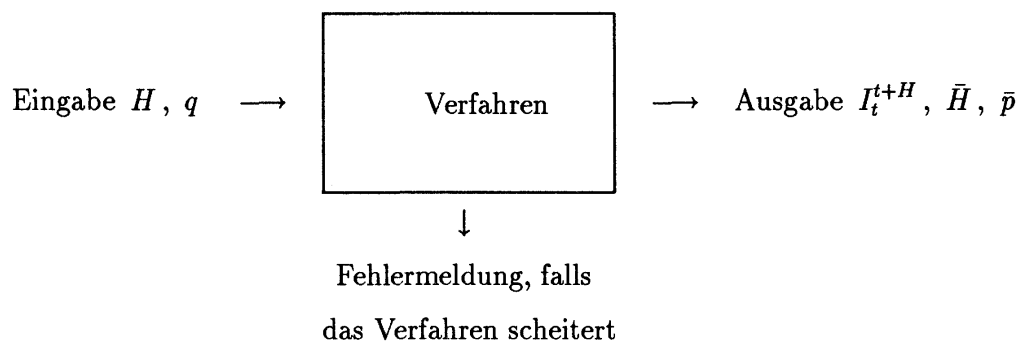 Eingabe H , q ⟶ Verfahren ⟶ Ausgabe I_t^{t+H} , H̄ , p̄
↓
Fehlermeldung, falls
das Verfahren scheitert